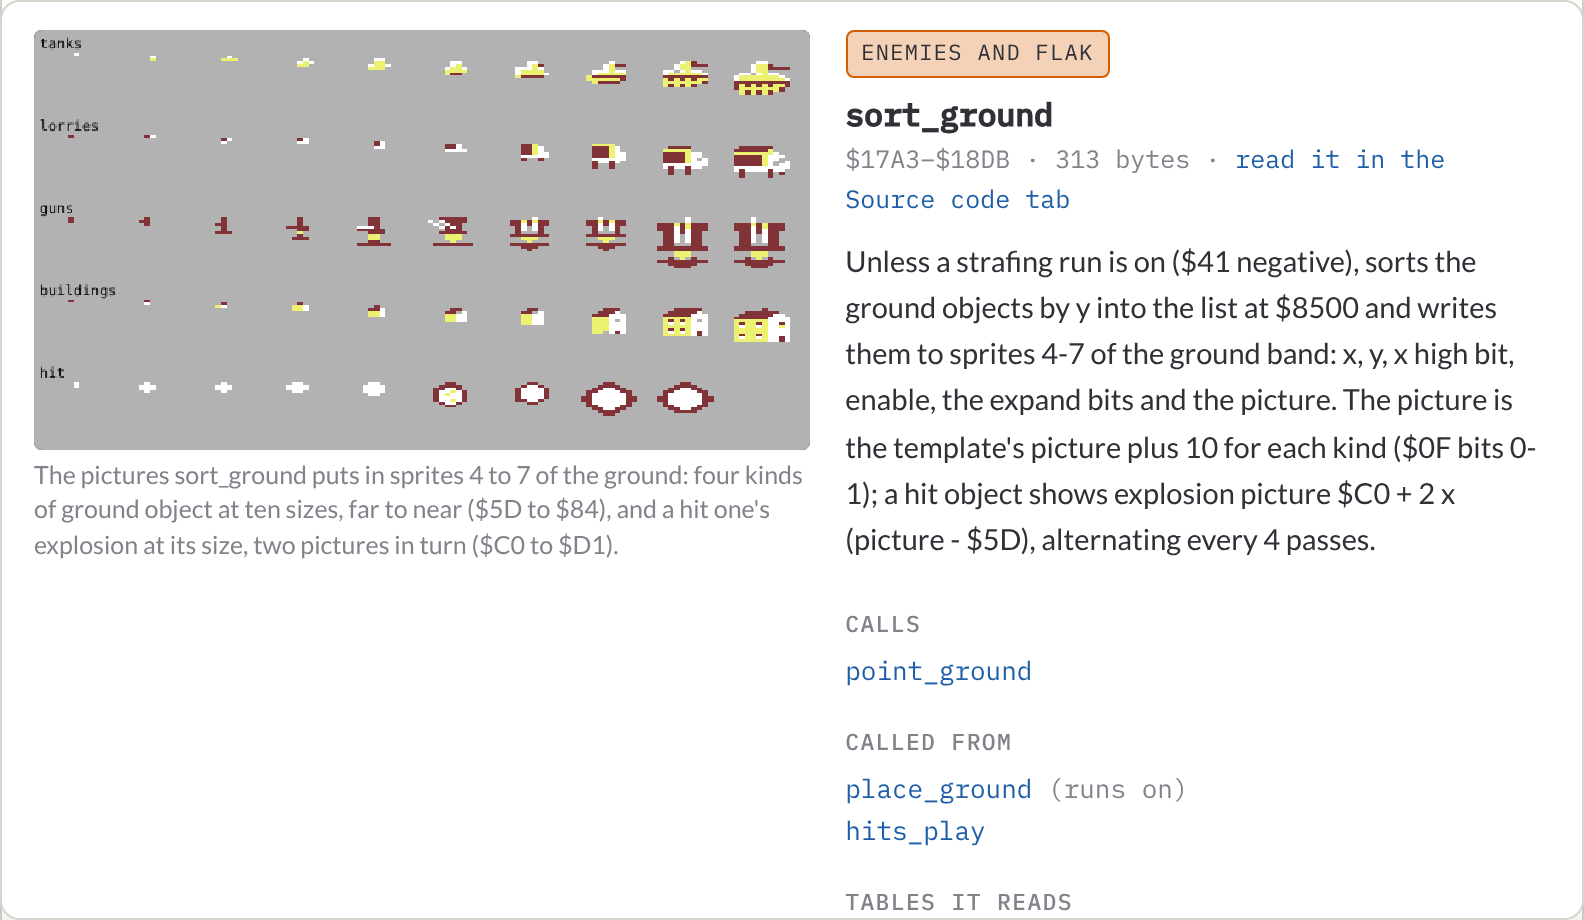 tanks
lorries
guns
buildings
hit
The pictures sort_ground puts in sprites 4 to 7 of the ground: four kinds
of ground object at ten sizes, far to near ($5D to $84), and a hit one's
explosion at its size, two pictures in turn ($C0 to $D1).
ENEMIES AND FLAK
sort_ground
$17A3–$18DB · 313 bytes · read it in the
Source code tab
Unless a strafing run is on ($41 negative), sorts the
ground objects by y into the list at $8500 and writes
them to sprites 4-7 of the ground band: x, y, x high bit,
enable, the expand bits and the picture. The picture is
the template's picture plus 10 for each kind ($0F bits 0-
1); a hit object shows explosion picture $C0 + 2 x
(picture - $5D), alternating every 4 passes.
CALLS
point_ground
CALLED FROM
place_ground (runs on)
hits_play
TABLES IT READS